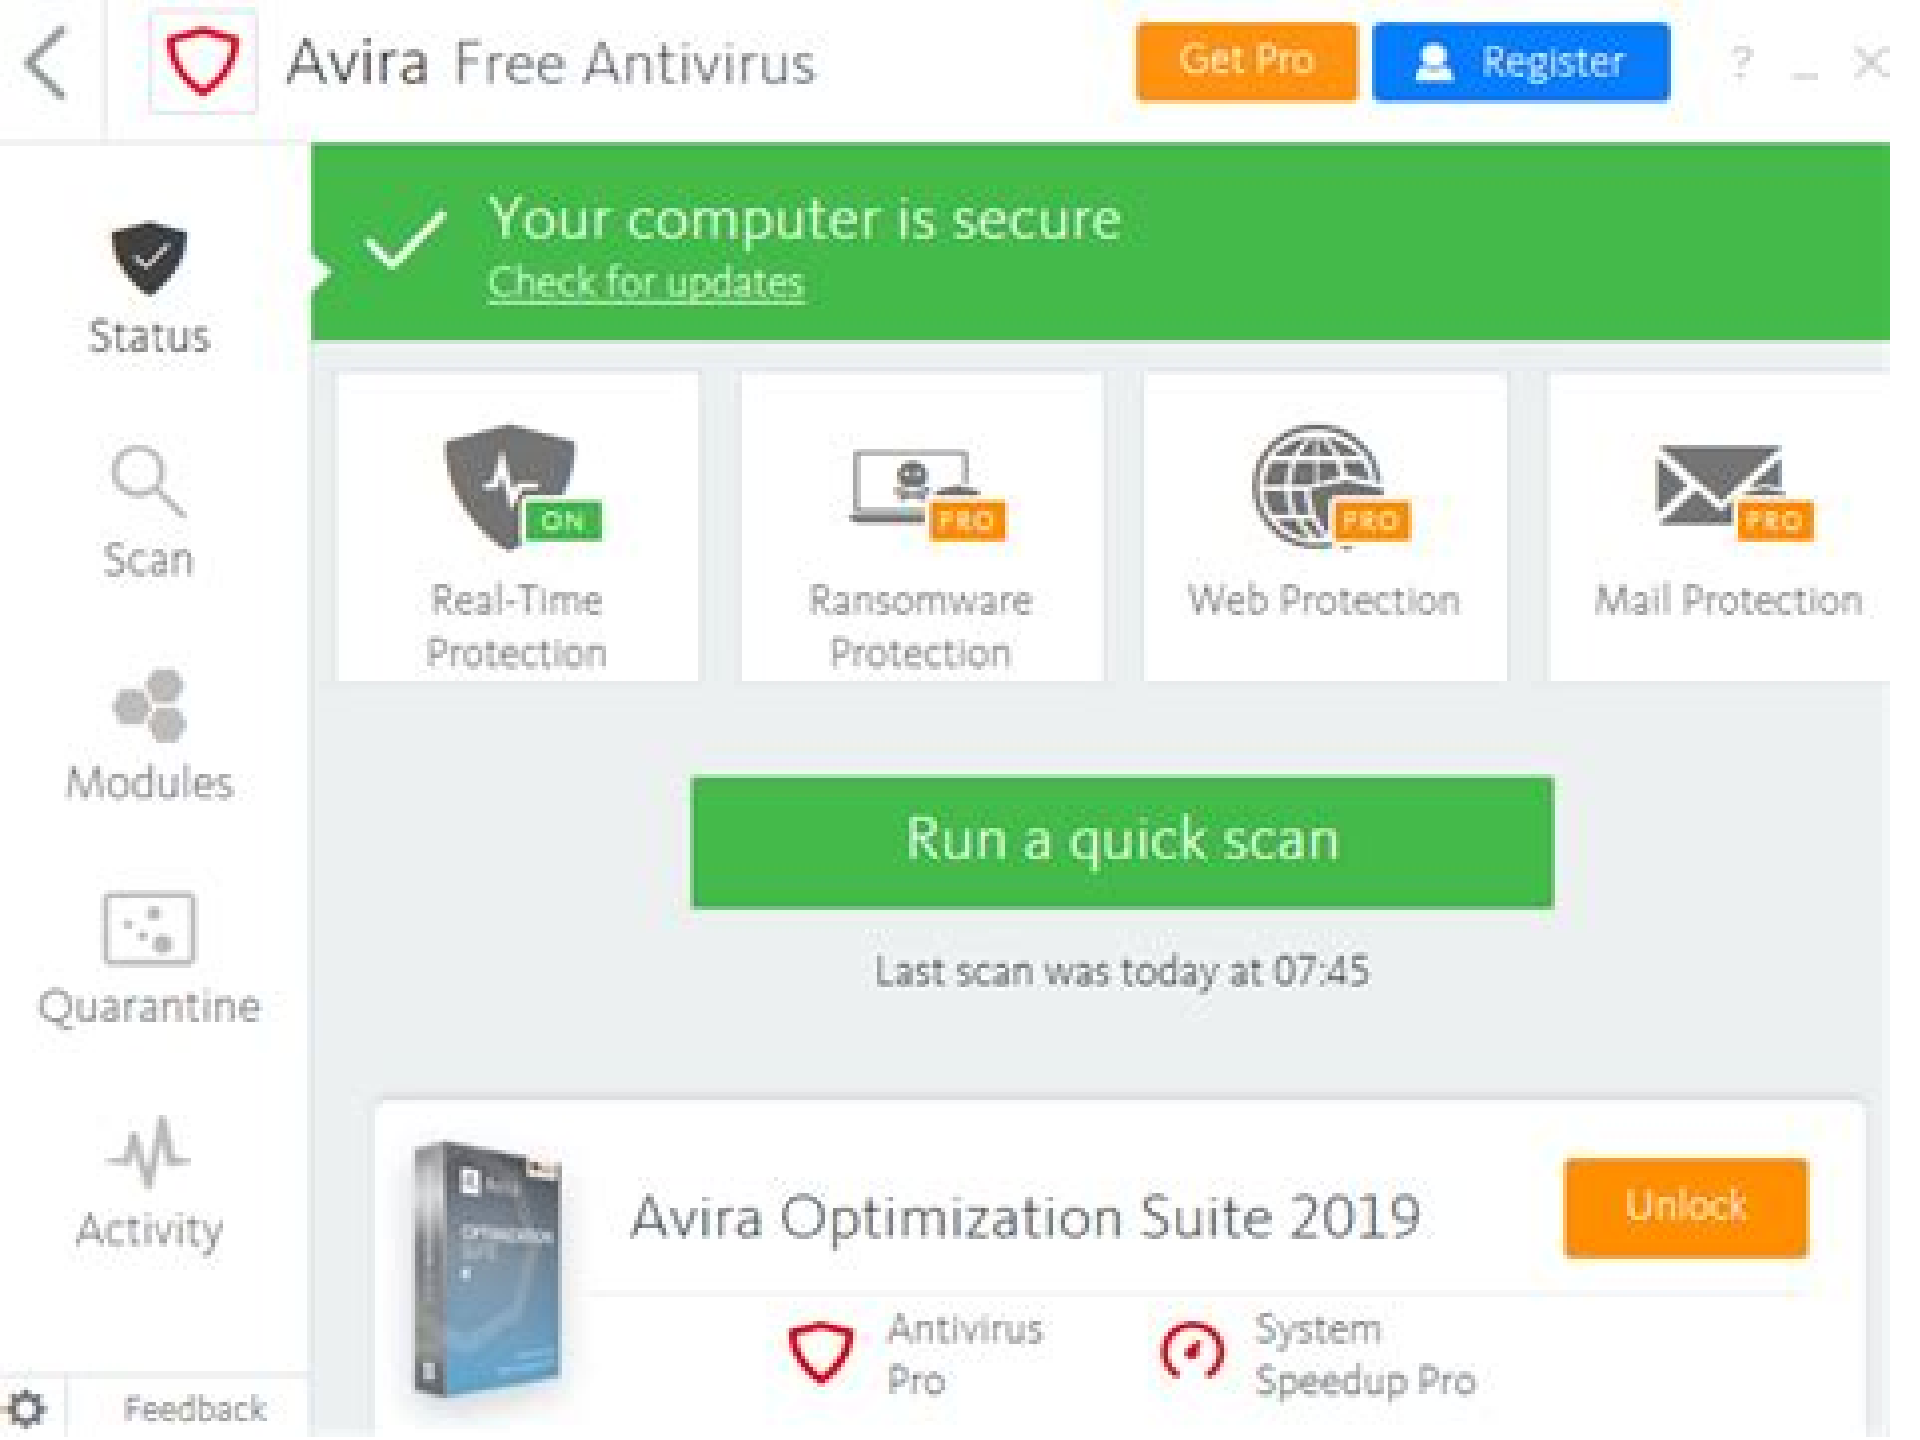 Avira Free Antivirus
Get Pro
Register
?
Your computer is secure
Check for updates
Status
Scan
Modules
Quarantine
Activity
Feedback
ON
Real-Time
Protection
PRO
Ransomware
Protection
PRO
Web Protection
PRO
Mail Protection
Run a quick scan
Last scan was today at 07:45
OPTIMIZATION
SUITE
Avira Optimization Suite 2019
Unlock
Antivirus
Pro
System
Speedup Pro